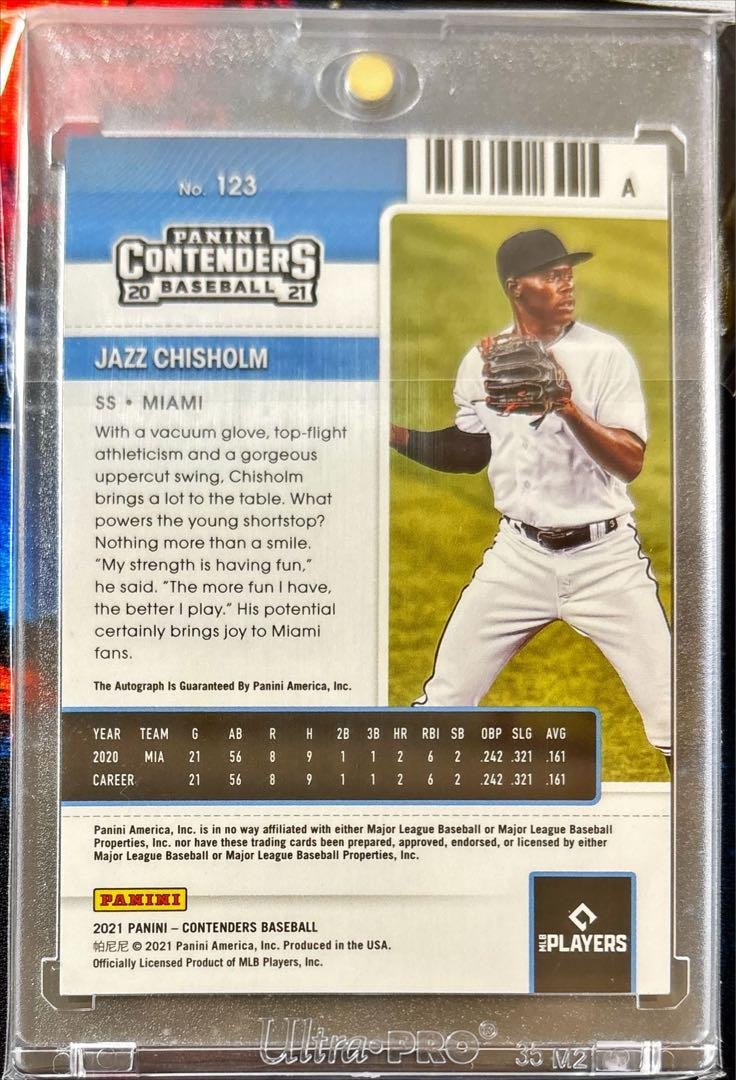 No. 123
A
PANINI
CONTENDERS
20 BASEBALL 21
JAZZ CHISHOLM
SS • MIAMI
With a vacuum glove, top-flight
athleticism and a gorgeous
uppercut swing, Chisholm
brings a lot to the table. What
powers the young shortstop?
Nothing more than a smile.
"My strength is having fun,"
he said. "The more fun I have,
the better I play." His potential
certainly brings joy to Miami
fans.
The Autograph Is Guaranteed By Panini America, Inc.
YEAR TEAM G AB R H 2B 3B HR RBI SB OBP SLG AVG
2020 MIA 21 56 8 9 1 1 2 6 2 .242 .321 .161
CAREER 21 56 8 9 1 1 2 6 2 .242 .321 .161
Panini America, Inc. is in no way affiliated with either Major League Baseball or Major League Baseball
Properties, Inc. nor have these trading cards been prepared, approved, endorsed, or licensed by either
Major League Baseball or Major League Baseball Properties, Inc.
PANINI
2021 PANINI – CONTENDERS BASEBALL
帕尼尼 © 2021 Panini America, Inc. Produced in the USA.
Officially Licensed Product of MLB Players, Inc.
MLB PLAYERS
Ultra•PRO® 35 M2